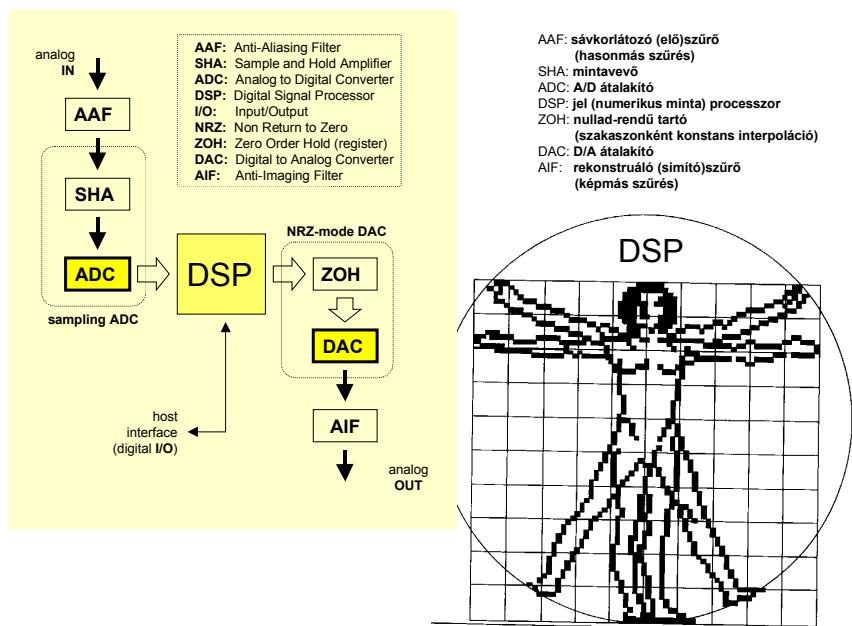 analog
IN
AAF
SHA
ADC
sampling ADC
DSP
NRZ-mode DAC
ZOH
DAC
AIF
host
interface
(digital I/O)
analog
OUT
AAF: Anti-Aliasing Filter
SHA: Sample and Hold Amplifier
ADC: Analog to Digital Converter
DSP: Digital Signal Processor
I/O: Input/Output
NRZ: Non Return to Zero
ZOH: Zero Order Hold (register)
DAC: Digital to Analog Converter
AIF: Anti-Imaging Filter
AAF: sávkorlátozó (elő)szűrő
(hasonmás szűrés)
SHA: mintavevő
ADC: A/D átalakító
DSP: jel (numerikus minta) processzor
ZOH: nullad-rendű tartó
(szakaszonként konstans interpoláció)
DAC: D/A átalakító
AIF: rekonstruáló (simító)szűrő
(képmás szűrés)
DSP